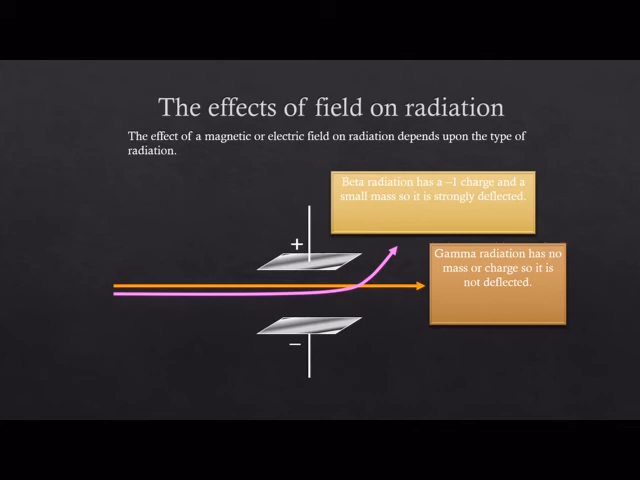 The effects of field on radiation
The effect of a magnetic or electric field on radiation depends upon the type of
radiation.
Beta radiation has a –1 charge and a
small mass so it is strongly deflected.
+
Gamma radiation has no
mass or charge so it is
not deflected.
–